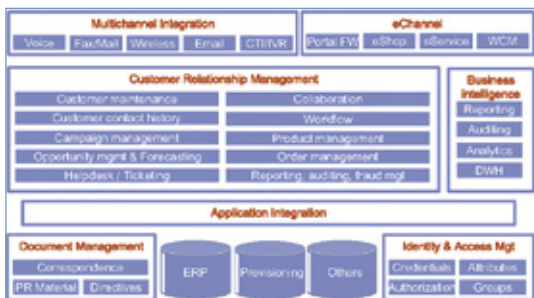 Multichannel Integration
Voice
Fax/Mail
Wireless
Email
CTI/IVR
eChannel
Portal FW
eShop
eService
WCM
Customer Relationship Management
Customer maintenance
Collaboration
Customer contact history
Workflow
Campaign management
Product management
Opportunity mgmt & Forecasting
Order management
Helpdesk / Ticketing
Reporting, auditing, fraud mgt
Business
Intelligence
Reporting
Auditing
Analytics
DWH
Application Integration
Document Management
Correspondence
PR Material
Directives
ERP
Provisioning
Others
Identity & Access Mgt
Credentials
Attributes
Authorization
Groups